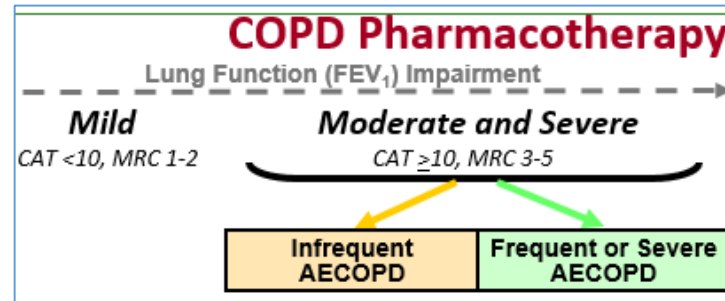 COPD Pharmacotherapy
Lung Function (FEV₁) Impairment
Mild
Moderate and Severe
CAT <10, MRC 1-2
CAT ≥10, MRC 3-5
Infrequent
AECOPD
Frequent or Severe
AECOPD